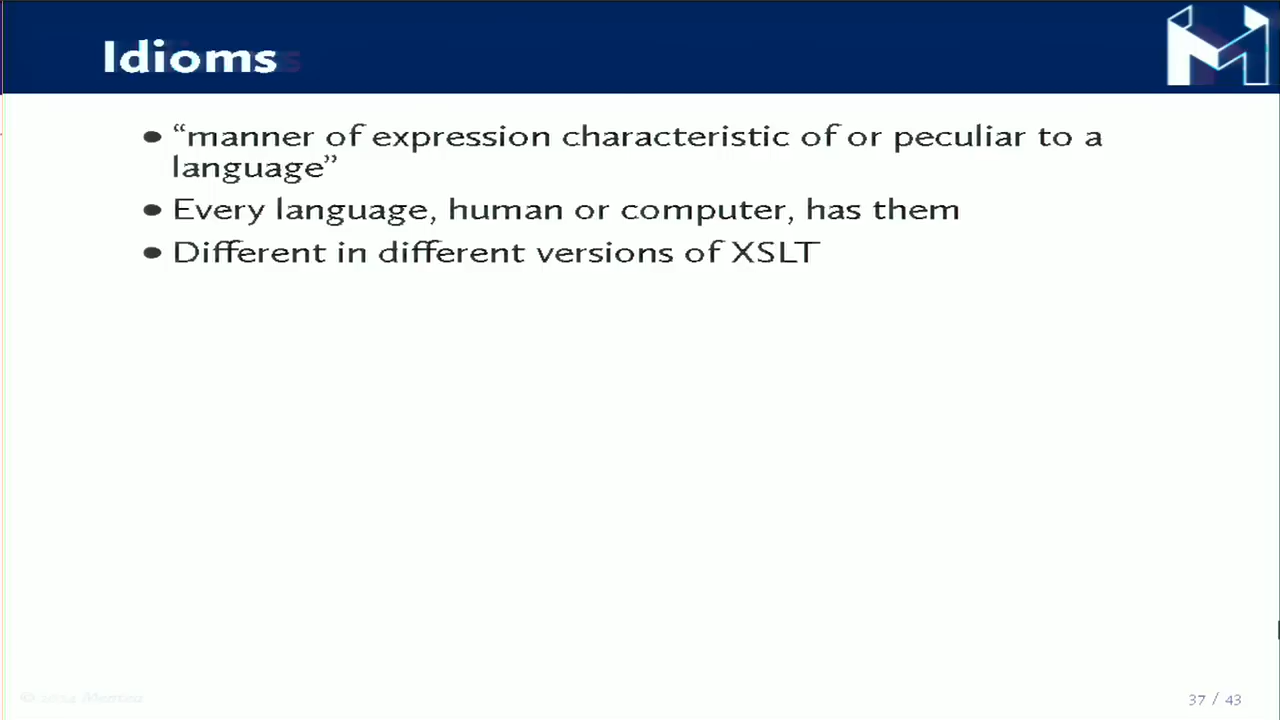 Idioms
• “manner of expression characteristic of or peculiar to a
language”
• Every language, human or computer, has them
• Different in different versions of XSLT
37 / 43